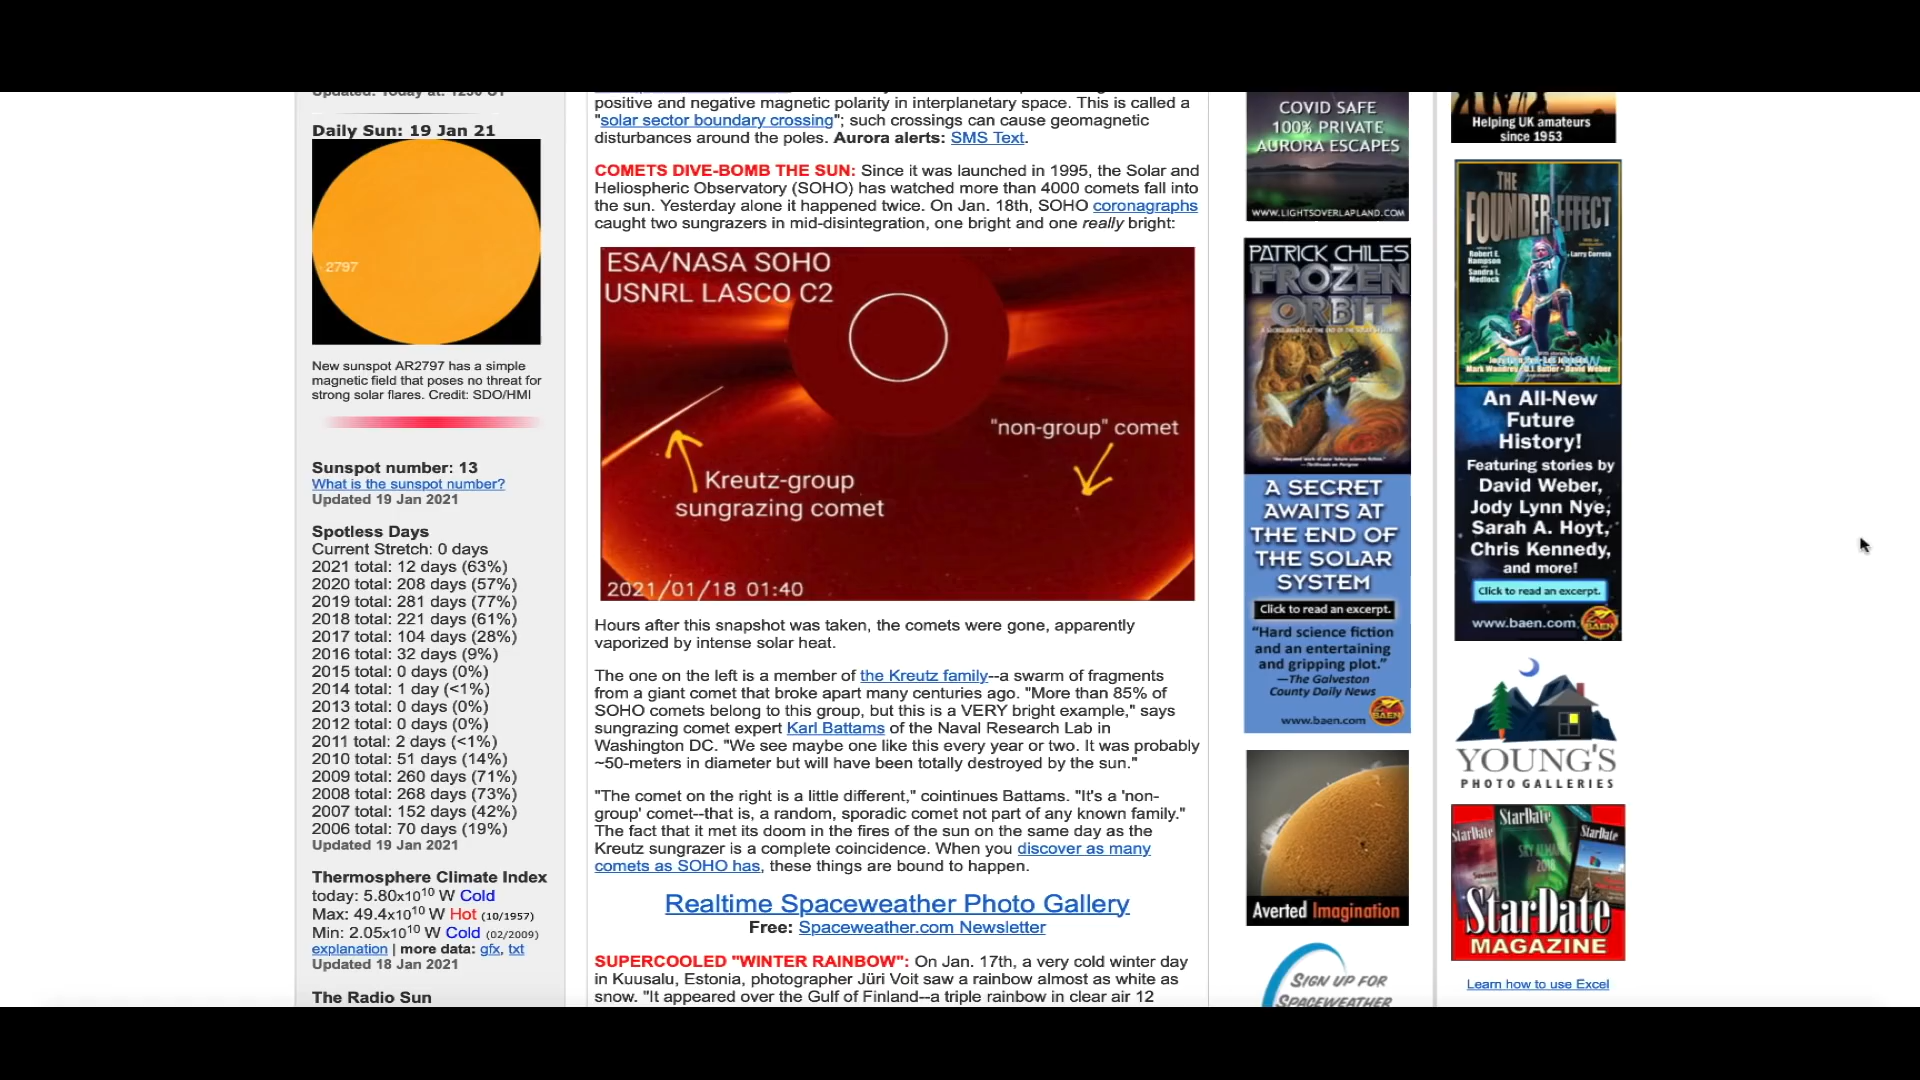 Daily Sun: 19 Jan 21
2797
New sunspot AR2797 has a simple
magnetic field that poses no threat for
strong solar flares. Credit: SDO/HMI
Sunspot number: 13
What is the sunspot number?
Updated 19 Jan 2021
Spotless Days
Current Stretch: 0 days
2021 total: 12 days (63%)
2020 total: 208 days (57%)
2019 total: 281 days (77%)
2018 total: 221 days (61%)
2017 total: 104 days (28%)
2016 total: 32 days (9%)
2015 total: 0 days (0%)
2014 total: 1 day (<1%)
2013 total: 0 days (0%)
2012 total: 0 days (0%)
2011 total: 2 days (<1%)
2010 total: 51 days (14%)
2009 total: 260 days (71%)
2008 total: 268 days (73%)
2007 total: 152 days (42%)
2006 total: 70 days (19%)
Updated 19 Jan 2021
Thermosphere Climate Index
today: 5.80x10¹⁰ W Cold
Max: 49.4x10¹⁰ W Hot (10/1957)
Min: 2.05x10¹⁰ W Cold (02/2009)
explanation | more data: gfx, txt
Updated 18 Jan 2021
The Radio Sun
positive and negative magnetic polarity in interplanetary space. This is called a
"solar sector boundary crossing"; such crossings can cause geomagnetic
disturbances around the poles. Aurora alerts: SMS Text.
COMETS DIVE-BOMB THE SUN: Since it was launched in 1995, the Solar and
Heliospheric Observatory (SOHO) has watched more than 4000 comets fall into
the sun. Yesterday alone it happened twice. On Jan. 18th, SOHO coronagraphs
caught two sungrazers in mid-disintegration, one bright and one really bright:
ESA/NASA SOHO
USNRL LASCO C2
"non-group" comet
Kreutz-group
sungrazing comet
2021/01/18 01:40
Hours after this snapshot was taken, the comets were gone, apparently
vaporized by intense solar heat.
The one on the left is a member of the Kreutz family--a swarm of fragments
from a giant comet that broke apart many centuries ago. "More than 85% of
SOHO comets belong to this group, but this is a VERY bright example," says
sungrazing comet expert Karl Battams of the Naval Research Lab in
Washington DC. "We see maybe one like this every year or two. It was probably
~50-meters in diameter but will have been totally destroyed by the sun."
"The comet on the right is a little different," cointinues Battams. "It's a 'non-
group' comet--that is, a random, sporadic comet not part of any known family."
The fact that it met its doom in the fires of the sun on the same day as the
Kreutz sungrazer is a complete coincidence. When you discover as many
comets as SOHO has, these things are bound to happen.
Realtime Spaceweather Photo Gallery
Free: Spaceweather.com Newsletter
SUPERCOOLED "WINTER RAINBOW": On Jan. 17th, a very cold winter day
in Kuusalu, Estonia, photographer Jüri Voit saw a rainbow almost as white as
snow. "It appeared over the Gulf of Finland--a triple rainbow in clear air 12
COVID SAFE
100% PRIVATE
AURORA ESCAPES
WWW.LIGHTSOVERLAPLAND.COM
PATRICK CHILES
FROZEN
ORBIT
A SECRET
AWAITS AT
THE END OF
THE SOLAR
SYSTEM
Click to read an excerpt.
"Hard science fiction
and an entertaining
and gripping plot."
—The Galveston
County Daily News
www.baen.com
BAEN
Averted Imagination
SIGN UP FOR
SPACEWEATHER
Helping UK amateurs
since 1953
THE
FOUNDER EFFECT
edited by
Robert E.
Hampson
and
Sandra L.
Medlock
Larry Correia
Mark Wandrey D.J. Butler David Weber
An All-New
Future
History!
Featuring stories by
David Weber,
Jody Lynn Nye,
Sarah A. Hoyt,
Chris Kennedy,
and more!
Click to read an excerpt.
www.baen.com
BAEN
YOUNG'S
PHOTO GALLERIES
StarDate
StarDate
StarDate
SKY ALMANAC
2018
StarDate
MAGAZINE
Learn how to use Excel